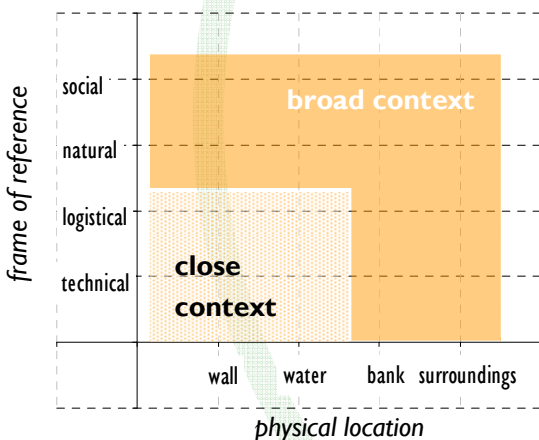 social
broad context
natural
frame of reference
logistical
close
context
technical
wall water bank surroundings
physical location